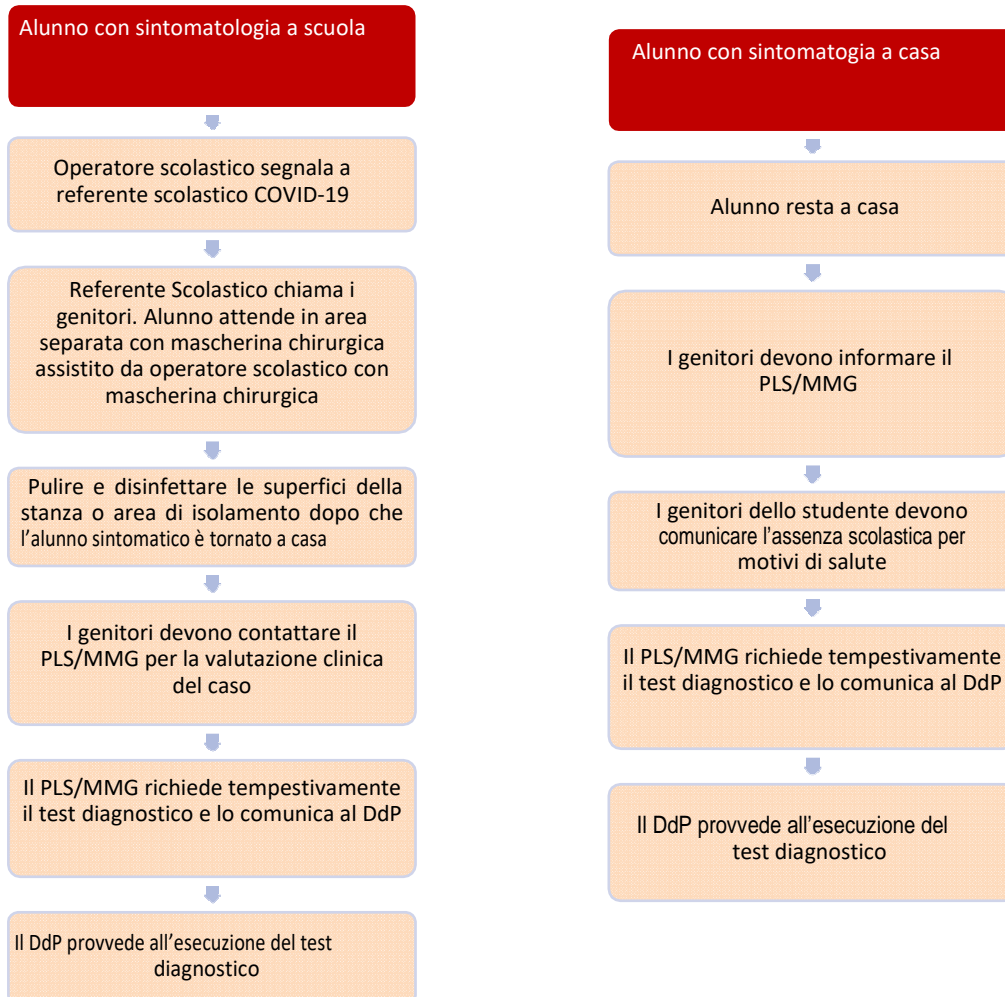 Alunno con sintomatologia a scuola
Operatore scolastico segnala a
referente scolastico COVID-19
Referente Scolastico chiama i
genitori. Alunno attende in area
separata con mascherina chirurgica
assistito da operatore scolastico con
mascherina chirurgica
Pulire e disinfettare le superfici della
stanza o area di isolamento dopo che
l'alunno sintomatico è tornato a casa
I genitori devono contattare il
PLS/MMG per la valutazione clinica
del caso
Il PLS/MMG richiede tempestivamente
il test diagnostico e lo comunica al DdP
Il DdP provvede all'esecuzione del test
diagnostico
Alunno con sintomatogia a casa
Alunno resta a casa
I genitori devono informare il
PLS/MMG
I genitori dello studente devono
comunicare l'assenza scolastica per
motivi di salute
Il PLS/MMG richiede tempestivamente
il test diagnostico e lo comunica al DdP
Il DdP provvede all'esecuzione del
test diagnostico